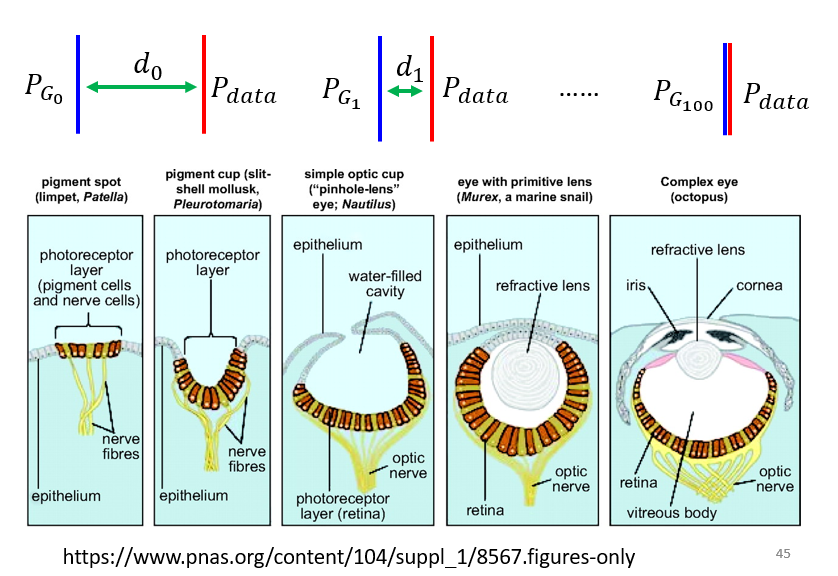 P_{G_0}
d_0
P_{data}
P_{G_1}
d_1
P_{data}
……
P_{G_{100}}
P_{data}
pigment spot
(limpet, Patella)
photoreceptor
layer
(pigment cells
and nerve cells)
nerve
fibres
epithelium
pigment cup (slit-
shell mollusk,
Pleurotomaria)
photoreceptor
layer
nerve
fibres
epithelium
simple optic cup
(“pinhole-lens”
eye; Nautilus)
epithelium
water-filled
cavity
optic
nerve
photoreceptor
layer (retina)
eye with primitive lens
(Murex, a marine snail)
epithelium
refractive lens
optic
nerve
retina
Complex eye
(octopus)
refractive lens
iris
cornea
retina
optic
nerve
vitreous body
https://www.pnas.org/content/104/suppl_1/8567.figures-only
45